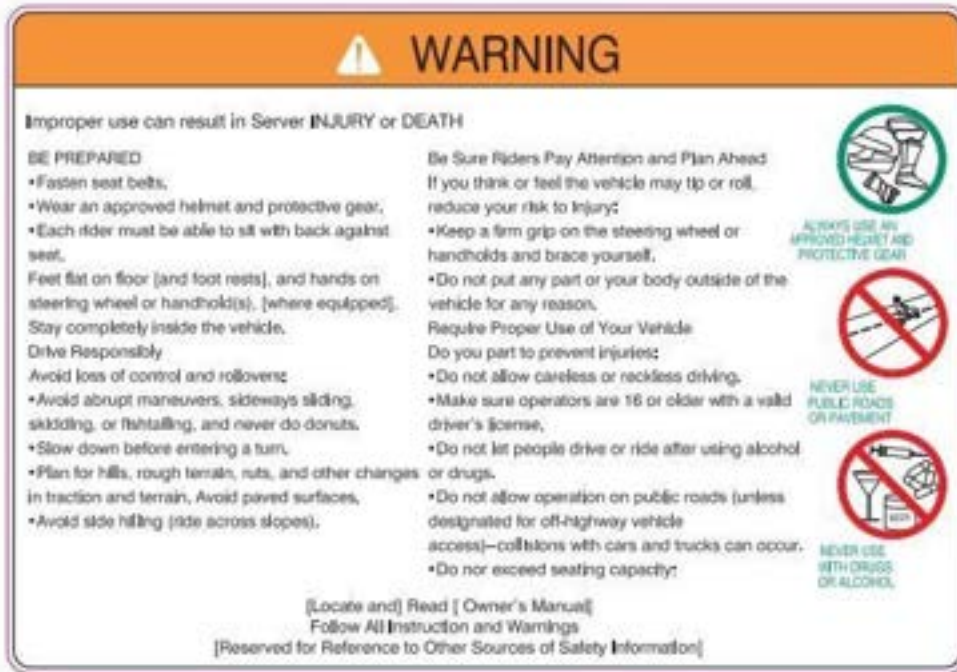 WARNING
Improper use can result in Server INJURY or DEATH
BE PREPARED
•Fasten seat belts.
•Wear an approved helmet and protective gear.
•Each rider must be able to sit with back against
seat.
Feet flat on floor [and foot rests], and hands on
steering wheel or handhold(s), [where equipped].
Stay completely inside the vehicle.
Drive Responsibly
Avoid loss of control and rollovers:
•Avoid abrupt maneuvers, sideways sliding,
skidding, or fishtailing, and never do donuts.
•Slow down before entering a turn.
•Plan for hills, rough terrain, nuts, and other changes
in traction and terrain. Avoid paved surfaces.
•Avoid side hilling (ride across slopes).
Be Sure Riders Pay Attention and Plan Ahead
If you think or feel the vehicle may tip or roll,
reduce your risk to injury:
•Keep a firm grip on the steering wheel or
handholds and brace yourself.
•Do not put any part or your body outside of the
vehicle for any reason.
Require Proper Use of Your Vehicle
Do you part to prevent injuries:
•Do not allow careless or reckless driving.
•Make sure operators are 16 or older with a valid
driver's license.
•Do not let people drive or ride after using alcohol
or drugs.
•Do not allow operation on public roads (unless
designated for off-highway vehicle
access)—collisions with cars and trucks can occur.
•Do nor exceed seating capacity:
ALWAYS USE AN
APPROVED HELMET AND
PROTECTIVE GEAR
NEVER USE
PUBLIC ROADS
OR PAVEMENT
BEER
NEVER USE
WITH DRUGS
OR ALCOHOL
[Locate and] Read [ Owner's Manual]
Follow All Instruction and Warnings
[Reserved for Reference to Other Sources of Safety Information]